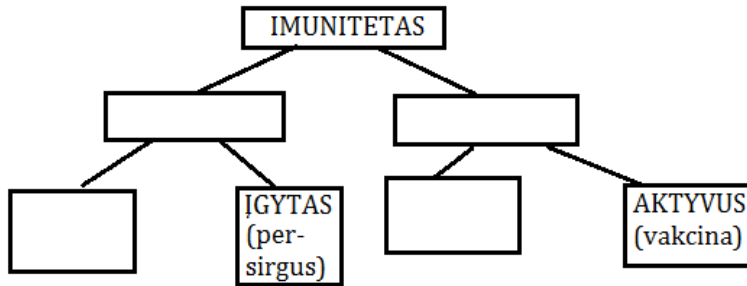 IMUNITETAS
ĮGYTAS
(per-
sirgus)
AKTYVUS
(vakcina)